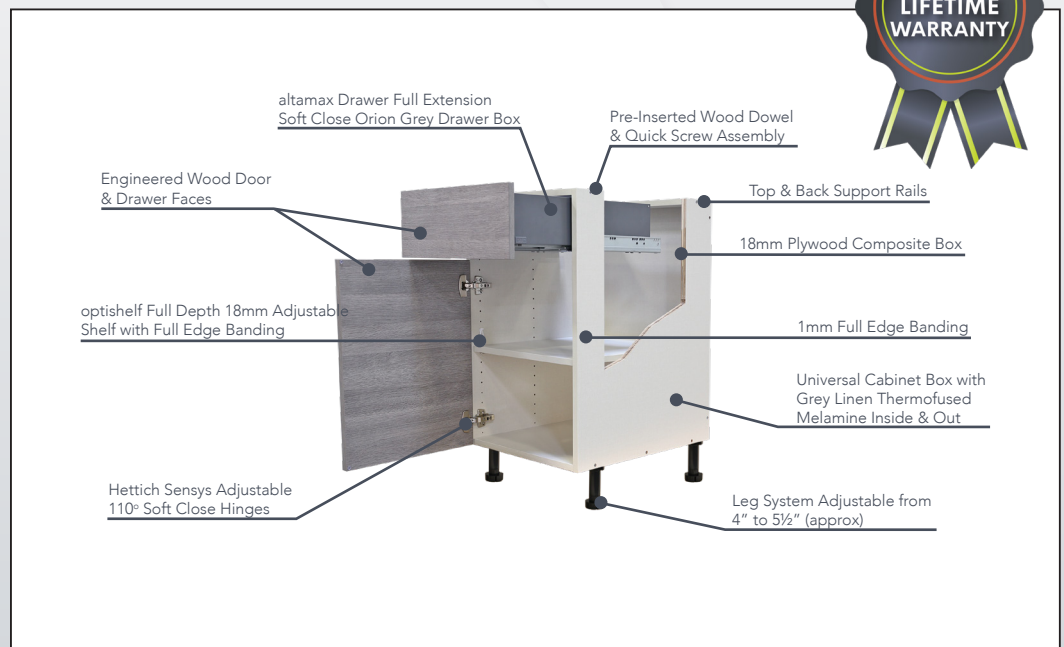 LIFETIME
WARRANTY
altamax Drawer Full Extension
Soft Close Orion Grey Drawer Box
Pre-Inserted Wood Dowel
& Quick Screw Assembly
Engineered Wood Door
& Drawer Faces
Top & Back Support Rails
18mm Plywood Composite Box
optishelf Full Depth 18mm Adjustable
Shelf with Full Edge Banding
1mm Full Edge Banding
Universal Cabinet Box with
Grey Linen Thermofused
Melamine Inside & Out
Hettich Sensys Adjustable
110º Soft Close Hinges
Leg System Adjustable from
4” to 5½” (approx)